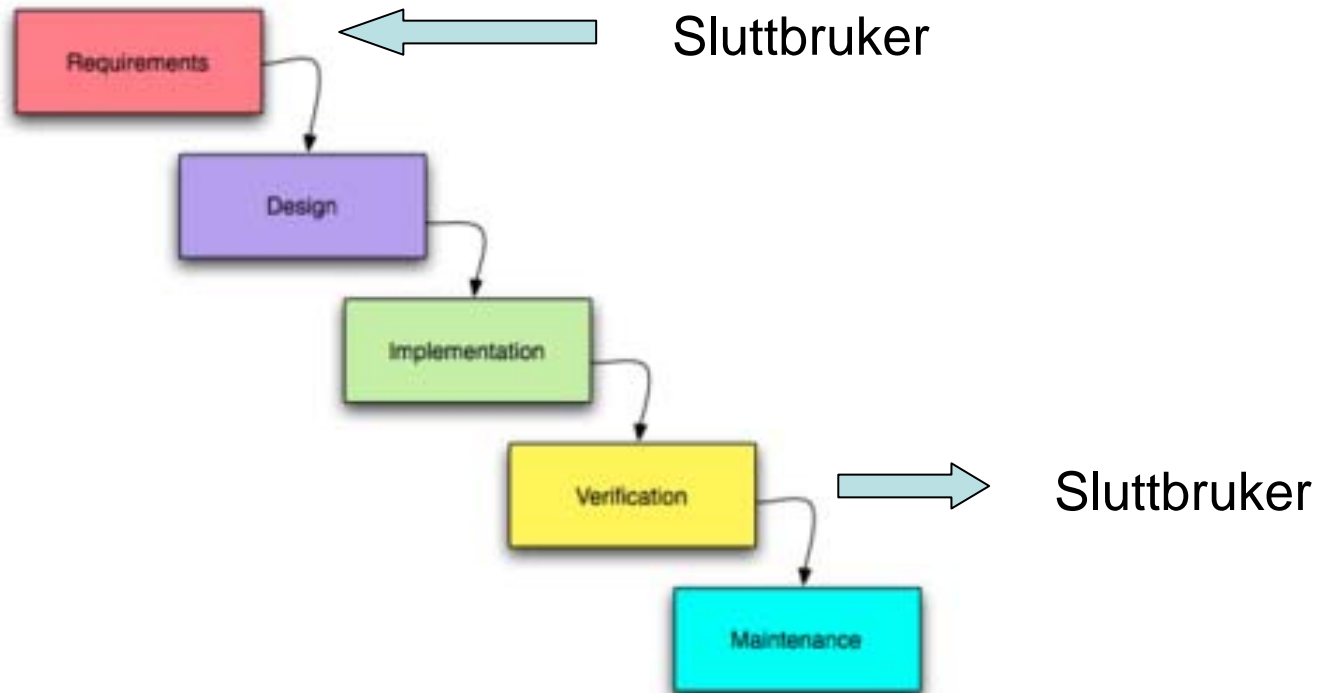 Sluttbruker
Requirements
Design
Implementation
Verification
Sluttbruker
Maintenance